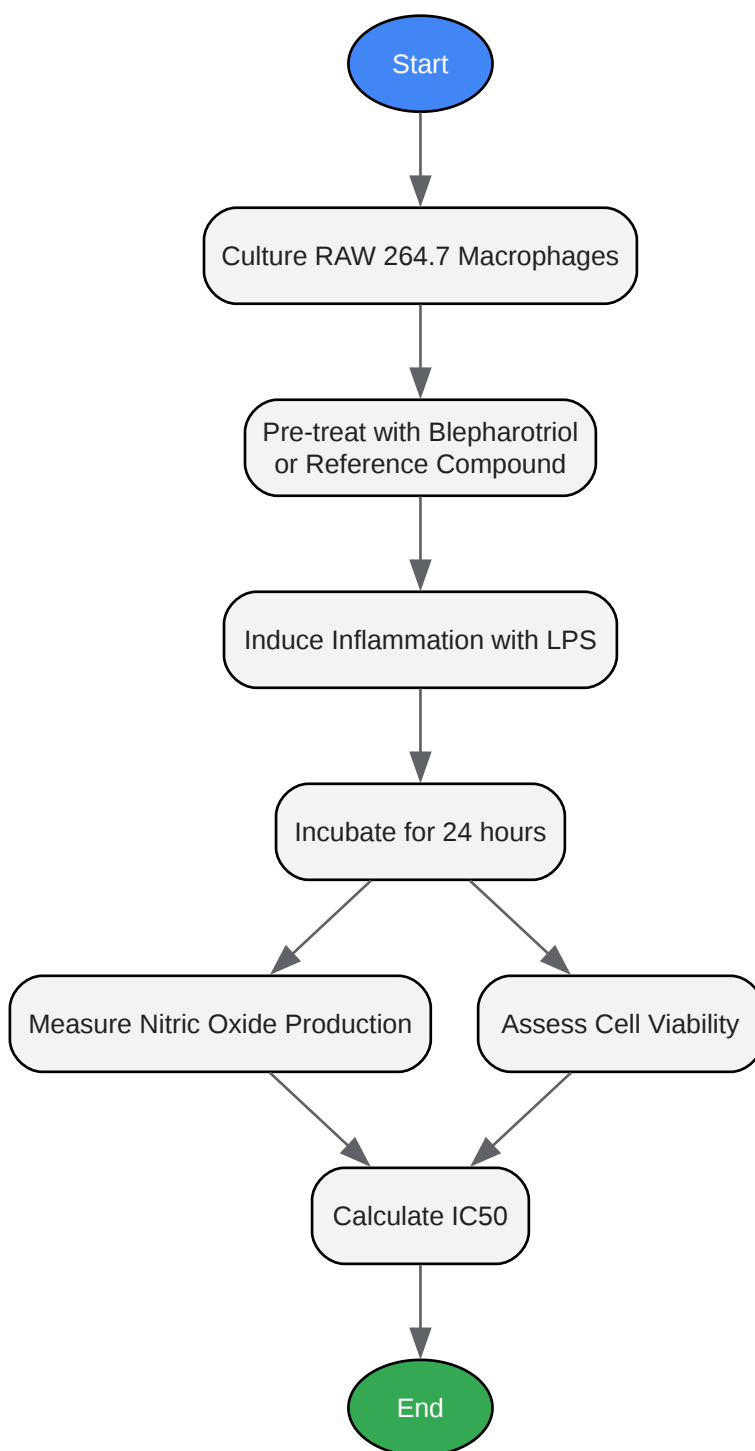 Start
Culture RAW 264.7 Macrophages
Pre-treat with Blepharotriol
or Reference Compound
Induce Inflammation with LPS
Incubate for 24 hours
Measure Nitric Oxide Production
Assess Cell Viability
Calculate IC50
End